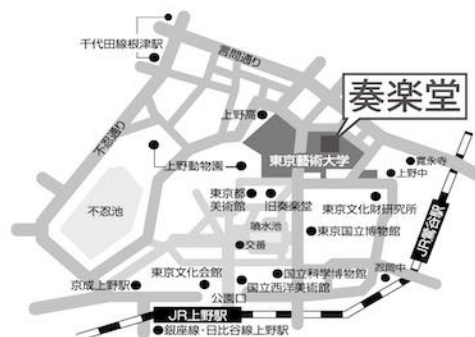 千代田線根津駅
言問通り
奏楽堂
上野高
不忍通り
東京藝術大学
寛永寺
上野中
上野動物園
東京都
美術館
旧奏楽堂
東京文化財研究所
不忍池
噴水池
東京国立博物館
JR鶯谷駅
交番
東京文化会館
国立科学博物館
忍岡中
京成上野駅
国立西洋美術館
公園口
JR上野駅
銀座線・日比谷線上野駅